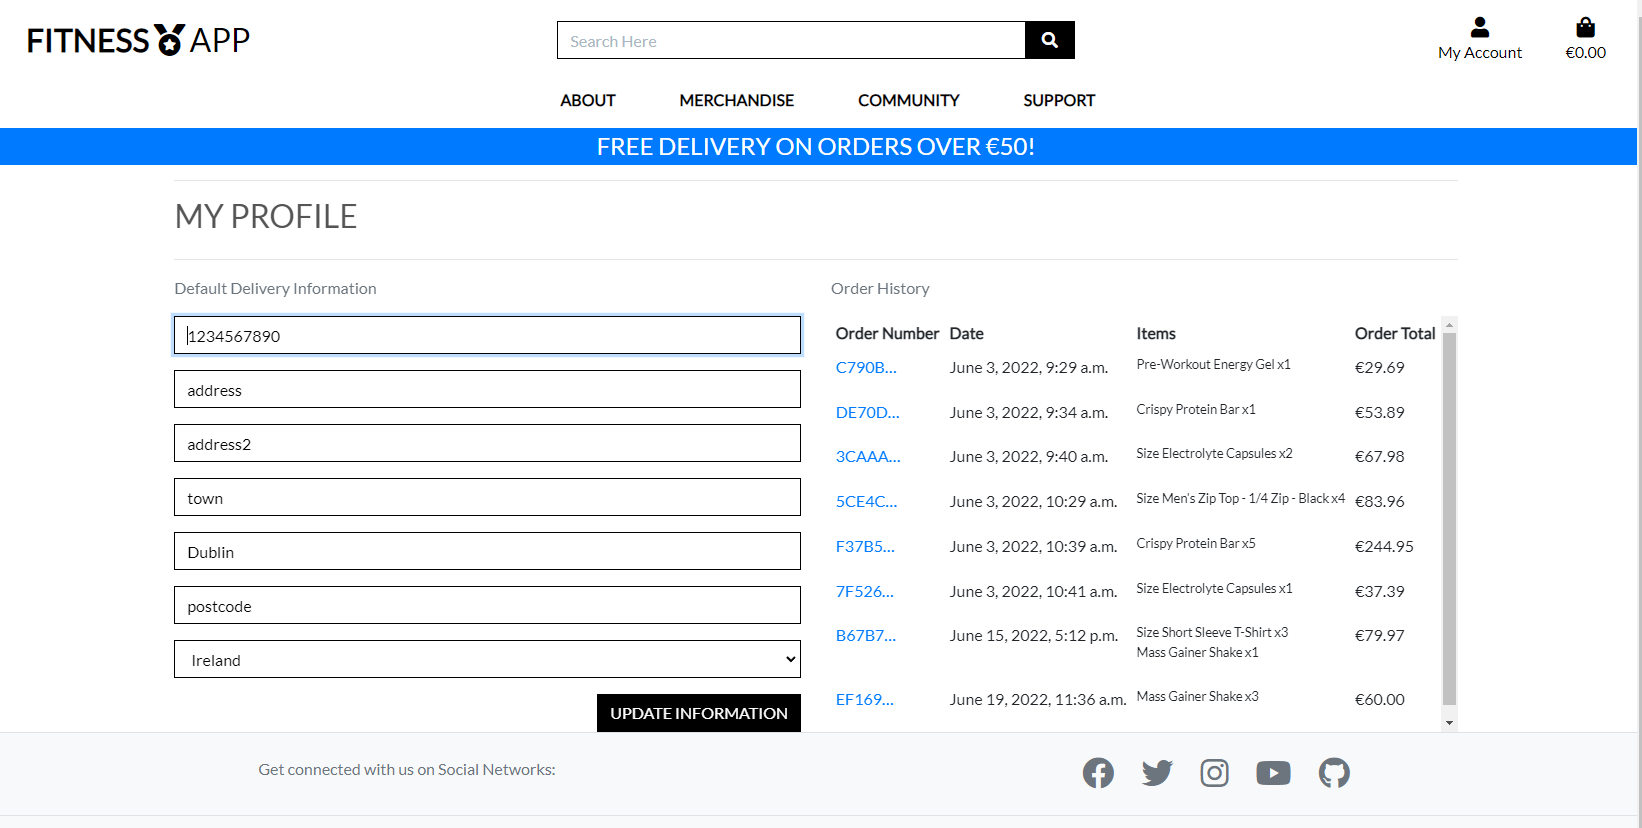 FITNESS APP
Search Here
My Account
€0.00
ABOUT MERCHANDISE COMMUNITY SUPPORT
FREE DELIVERY ON ORDERS OVER €50!
MY PROFILE
Default Delivery Information
1234567890
address
address2
town
Dublin
postcode
Ireland
UPDATE INFORMATION
Order History
Order Number Date Items Order Total
C790B... June 3, 2022, 9:29 a.m. Pre-Workout Energy Gel x1 €29.69
DE70D... June 3, 2022, 9:34 a.m. Crispy Protein Bar x1 €53.89
3CAAA... June 3, 2022, 9:40 a.m. Size Electrolyte Capsules x2 €67.98
5CE4C... June 3, 2022, 10:29 a.m. Size Men's Zip Top - 1/4 Zip - Black x4 €83.96
F37B5... June 3, 2022, 10:39 a.m. Crispy Protein Bar x5 €244.95
7F526... June 3, 2022, 10:41 a.m. Size Electrolyte Capsules x1 €37.39
B67B7... June 15, 2022, 5:12 p.m. Size Short Sleeve T-Shirt x3 €79.97
Mass Gainer Shake x1
EF169... June 19, 2022, 11:36 a.m. Mass Gainer Shake x3 €60.00
Get connected with us on Social Networks: